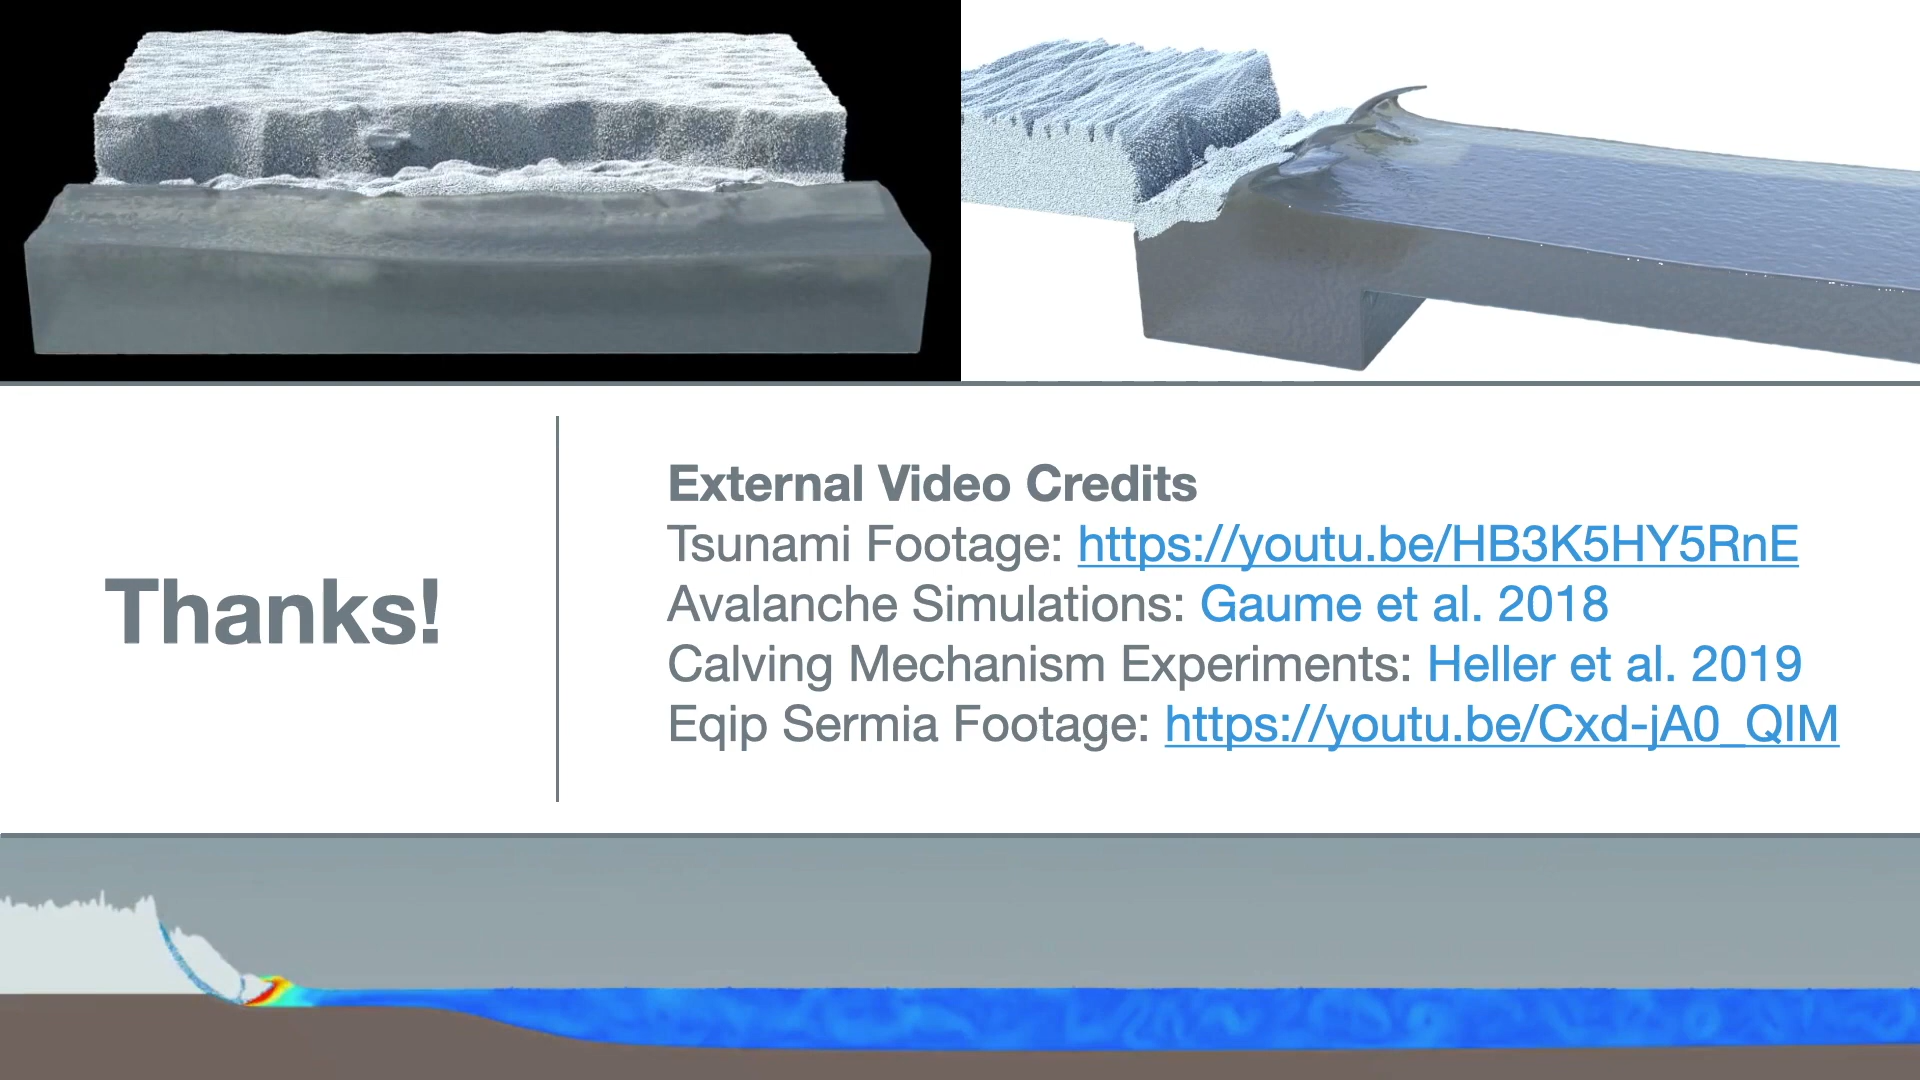 Thanks!
External Video Credits
Tsunami Footage: https://youtu.be/HB3K5HY5RnE
Avalanche Simulations: Gaume et al. 2018
Calving Mechanism Experiments: Heller et al. 2019
Eqip Sermia Footage: https://youtu.be/Cxd-jA0_QIM